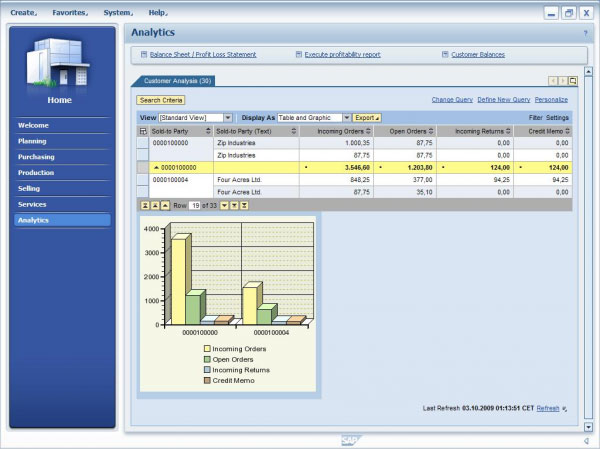 Create, Favorites, System, Help,
Analytics
?
Home
Welcome
Planning
Purchasing
Production
Selling
Services
Analytics
Balance Sheet / Profit Loss Statement Execute profitability report Customer Balances
Customer Analysis (30)
Search Criteria Change Query Define New Query Personalize
View [Standard View] Display As Table and Graphic Export Filter Settings
Sold-to Party Sold-to Party (Text) Incoming Orders Open Orders Incoming Returns Credit Memo
0000100000 Zip Industries 1.000,35 87,75 0,00 0,00
Zip Industries 87,75 87,75 0,00 0,00
0000100000 • 3.546,60 • 1.203,80 • 124,00 • 124,00
0000100004 Four Acres Ltd. 848,25 377,00 94,25 94,25
Four Acres Ltd. 87,75 35,10 0,00 0,00
Row 19 of 33
4000
3000
2000
1000
0
0000100000 0000100004
Incoming Orders
Open Orders
Incoming Returns
Credit Memo
Last Refresh 03.10.2009 01:13:51 CET Refresh
SAP